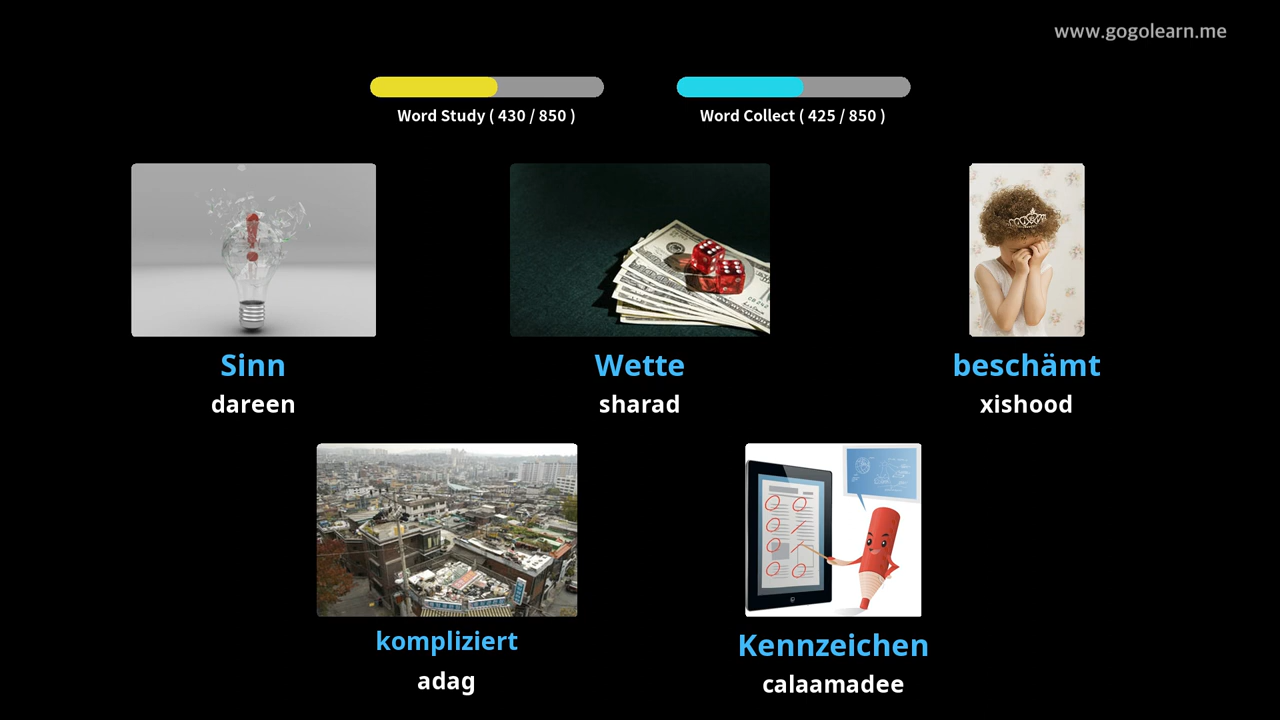 www.gogolearn.me
Word Study ( 430 / 850 )
Word Collect ( 425 / 850 )
Sinn
dareen
Wette
sharad
beschämt
xishood
kompliziert
adag
Kennzeichen
calaamadee